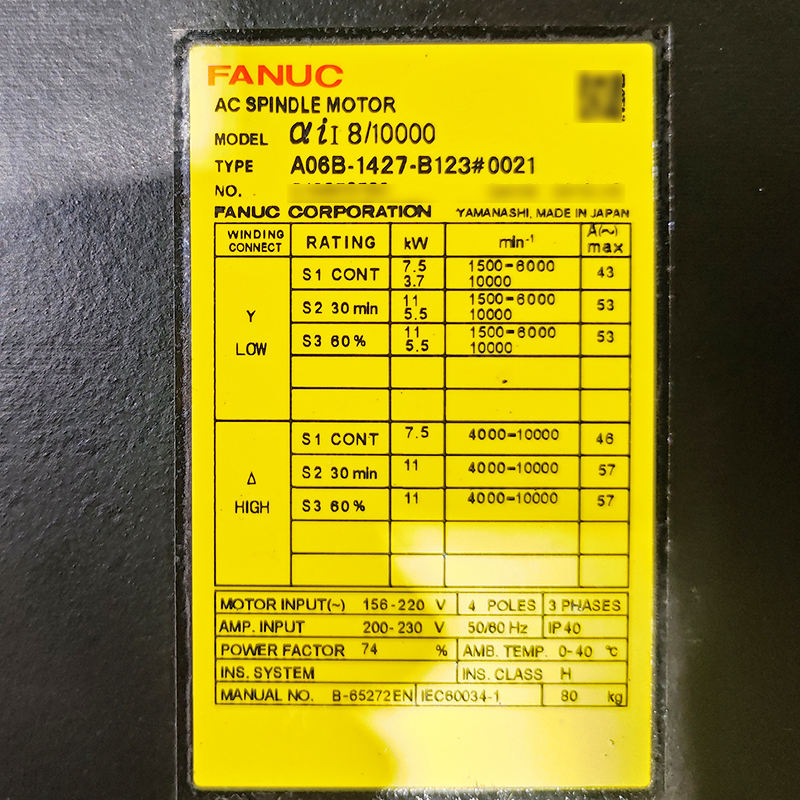 FANUC
AC SPINDLE MOTOR
MODEL αiI 8/10000
TYPE A06B-1427-B123#0021
NO.
FANUC CORPORATION YAMANASHI, MADE IN JAPAN
WINDING CONNECT RATING kW min-1 A(~) max
Y LOW
S1 CONT 7.5 1500-6000 43
3.7 10000
S2 30 min 11 1500-6000 53
5.5 10000
S3 60% 11 1500-6000 53
5.5 10000
Δ HIGH
S1 CONT 7.5 4000-10000 46
S2 30 min 11 4000-10000 57
S3 60% 11 4000-10000 57
MOTOR INPUT(~) 156-220 V 4 POLES 3 PHASES
AMP. INPUT 200-230 V 50/60 Hz IP40
POWER FACTOR 74 % AMB. TEMP. 0-40 ℃
INS. SYSTEM INS. CLASS H
MANUAL NO. B-65272EN IEC60034-1 80 kg